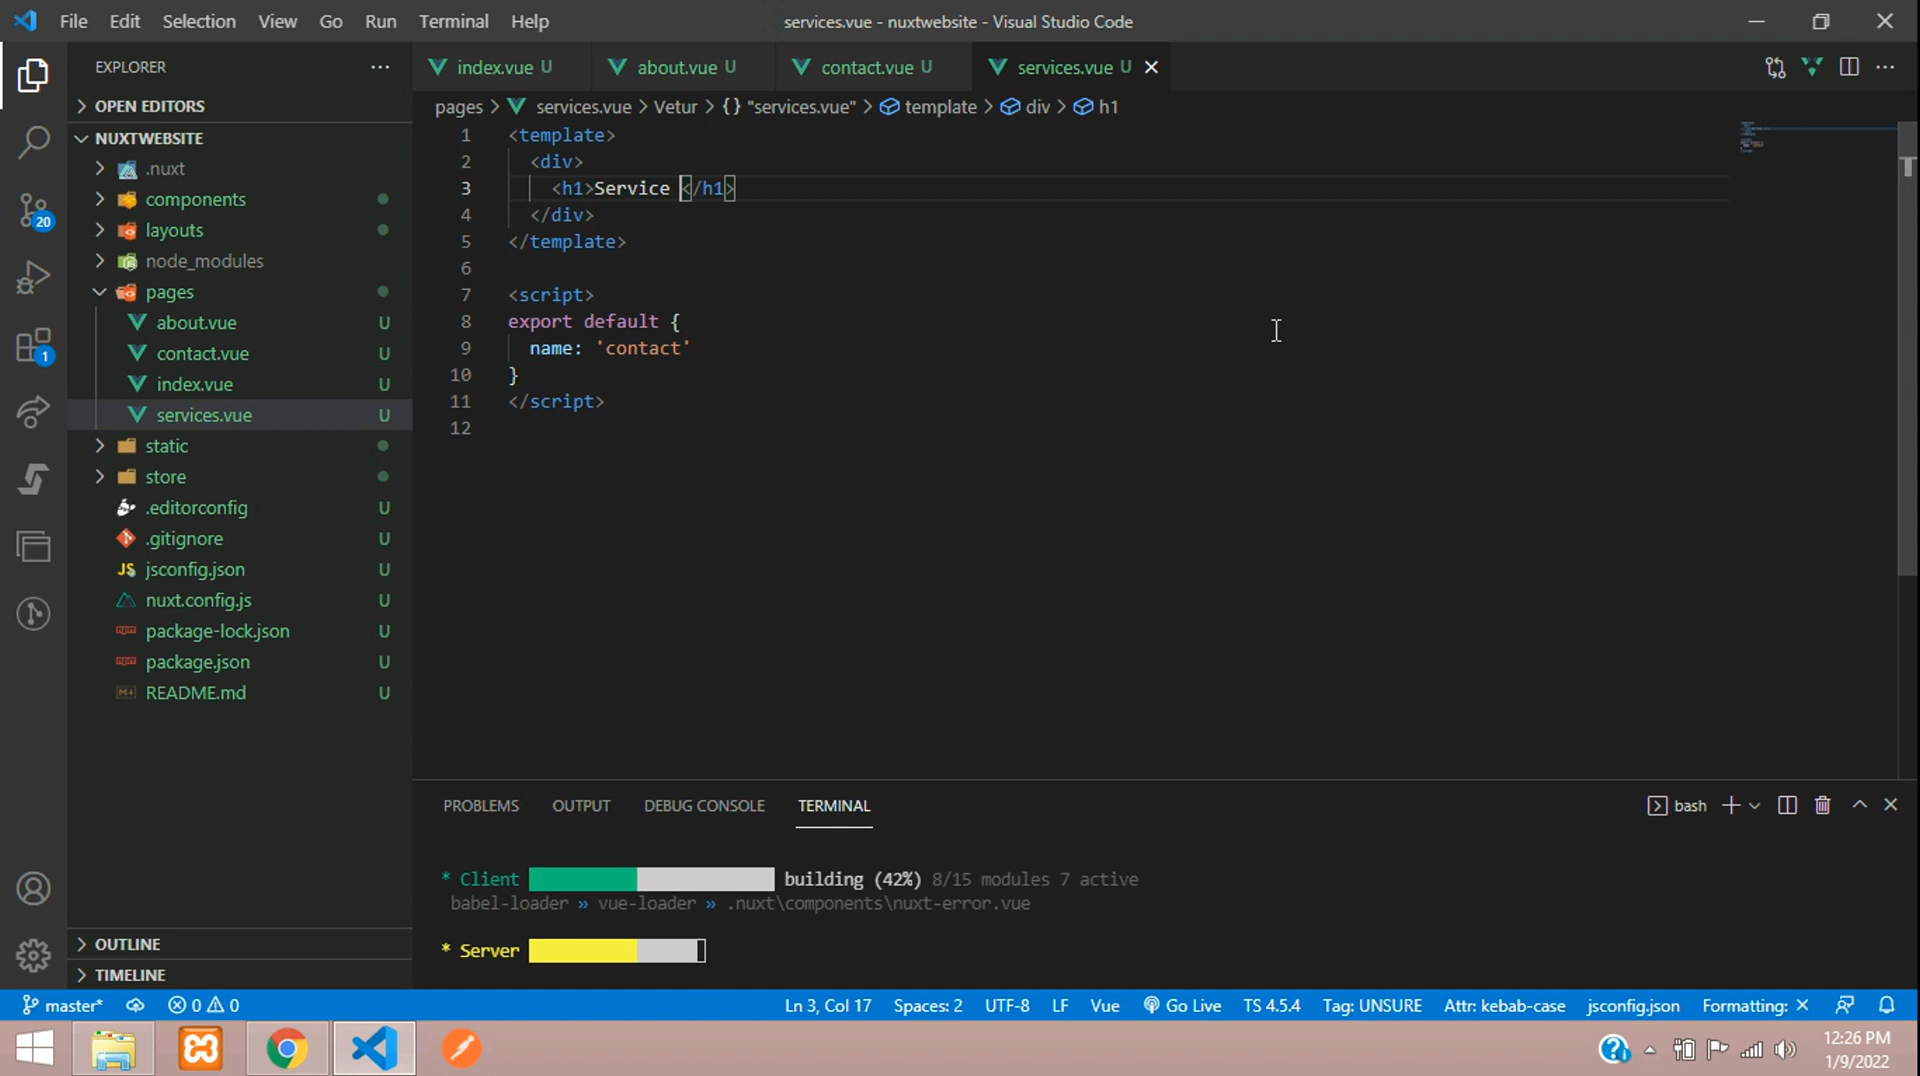 File Edit Selection View Go Run Terminal Help
services.vue - nuxtwebsite - Visual Studio Code
EXPLORER
index.vue U
about.vue U
contact.vue U
services.vue U
OPEN EDITORS
pages > services.vue > Vetur > {} "services.vue" > template > div > h1
NUXTWEBSITE
.nuxt
components
layouts
node_modules
pages
about.vue U
contact.vue U
index.vue U
services.vue U
static
store
.editorconfig U
.gitignore U
JS jsconfig.json U
nuxt.config.js U
package-lock.json U
package.json U
README.md U
OUTLINE
TIMELINE
20
1
1 <template>
2 <div>
3 <h1>Service </h1>
4 </div>
5 </template>
6
7 <script>
8 export default {
9 name: 'contact'
10 }
11 </script>
12
PROBLEMS OUTPUT DEBUG CONSOLE TERMINAL
bash
* Client building (42%) 8/15 modules 7 active
babel-loader » vue-loader » .nuxt\components\nuxt-error.vue
* Server
master* 0 0 Ln 3, Col 17 Spaces: 2 UTF-8 LF Vue Go Live TS 4.5.4 Tag: UNSURE Attr: kebab-case jsconfig.json Formatting: ×
12:26 PM
1/9/2022